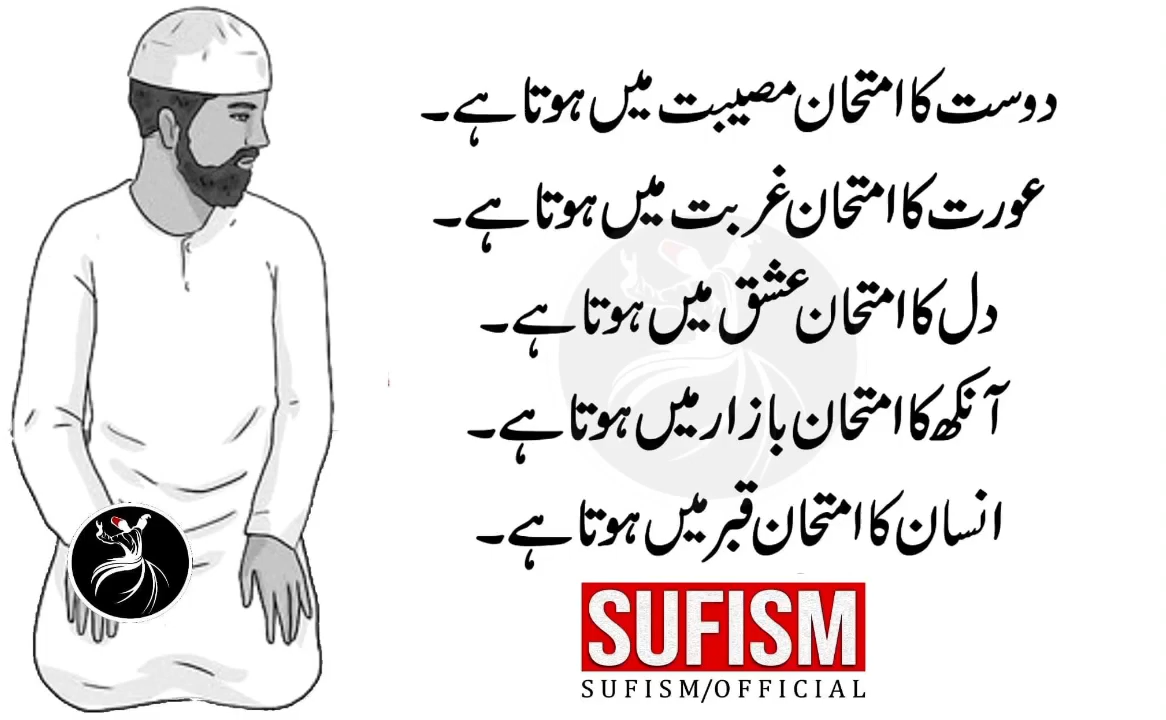 دوست کا امتحان مصیبت میں ہوتا ہے۔
عورت کا امتحان غربت میں ہوتا ہے۔
دل کا امتحان عشق میں ہوتا ہے۔
آنکھ کا امتحان بازار میں ہوتا ہے۔
انسان کا امتحان قبر میں ہوتا ہے۔
SUFISM
SUFISM/OFFICIAL